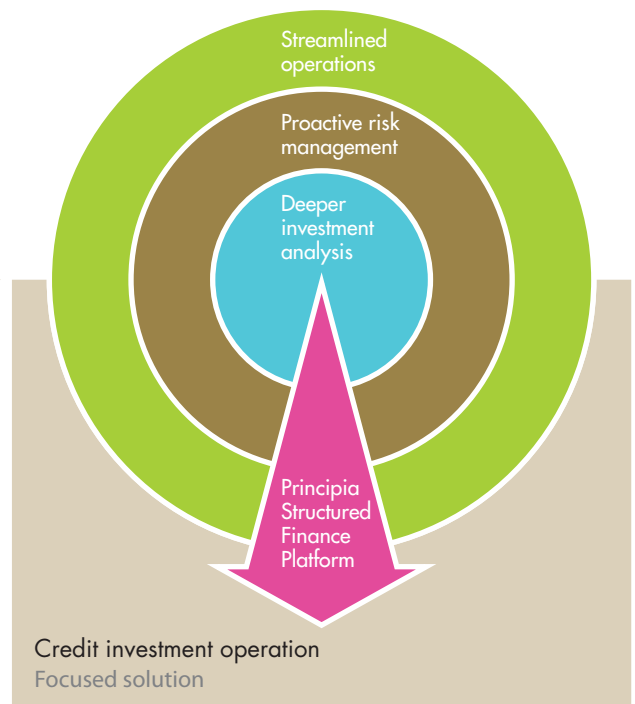 Streamlined
operations
Proactive risk
management
Deeper
investment
analysis
Principia
Structured
Finance
Platform
Credit investment operation
Focused solution